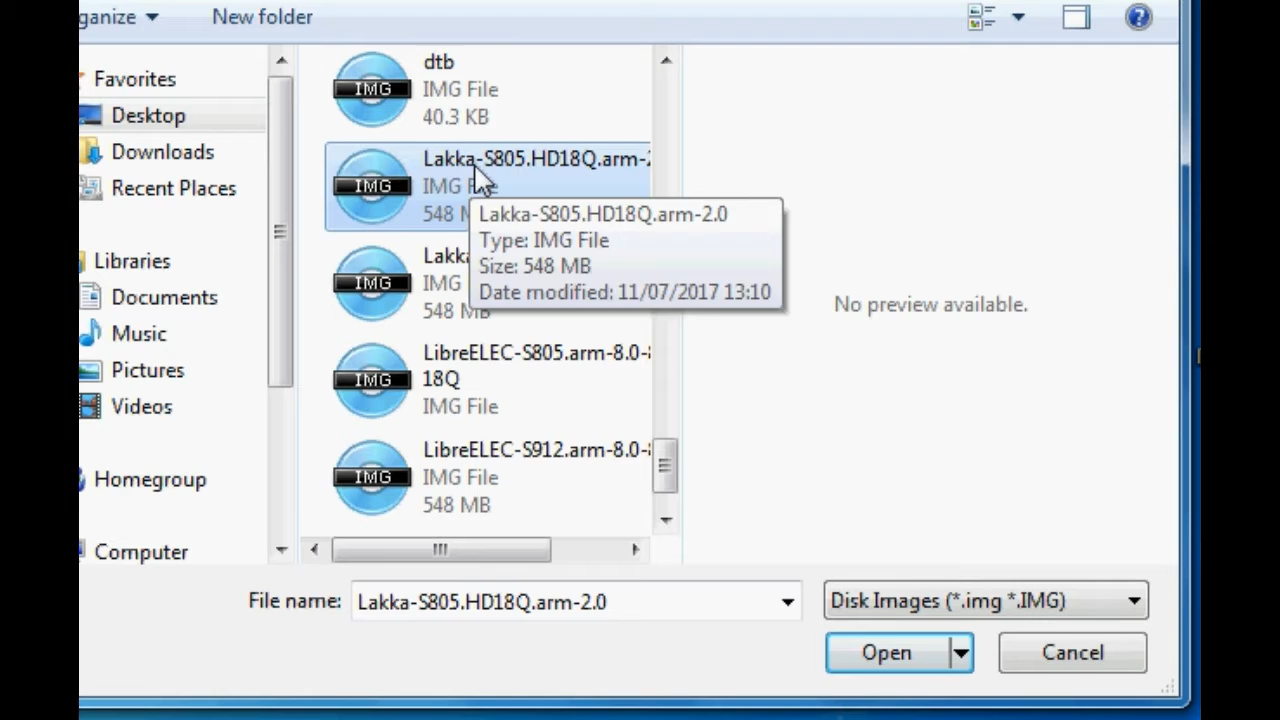 ganize
New folder
Favorites
Desktop
Downloads
Recent Places
Libraries
Documents
Music
Pictures
Videos
Homegroup
Computer
IMG
dtb
IMG File
40.3 KB
IMG
Lakka-S805.HD18Q.arm-2
IMG File
548 M
Lakka-S805.HD18Q.arm-2.0
Type: IMG File
Size: 548 MB
Date modified: 11/07/2017 13:10
IMG
Lakk
IMG
548 MB
IMG
LibreELEC-S805.arm-8.0-8
18Q
IMG File
IMG
LibreELEC-S912.arm-8.0-8
IMG File
548 MB
No preview available.
File name:
Lakka-S805.HD18Q.arm-2.0
Disk Images (*.img *.IMG)
Open
Cancel